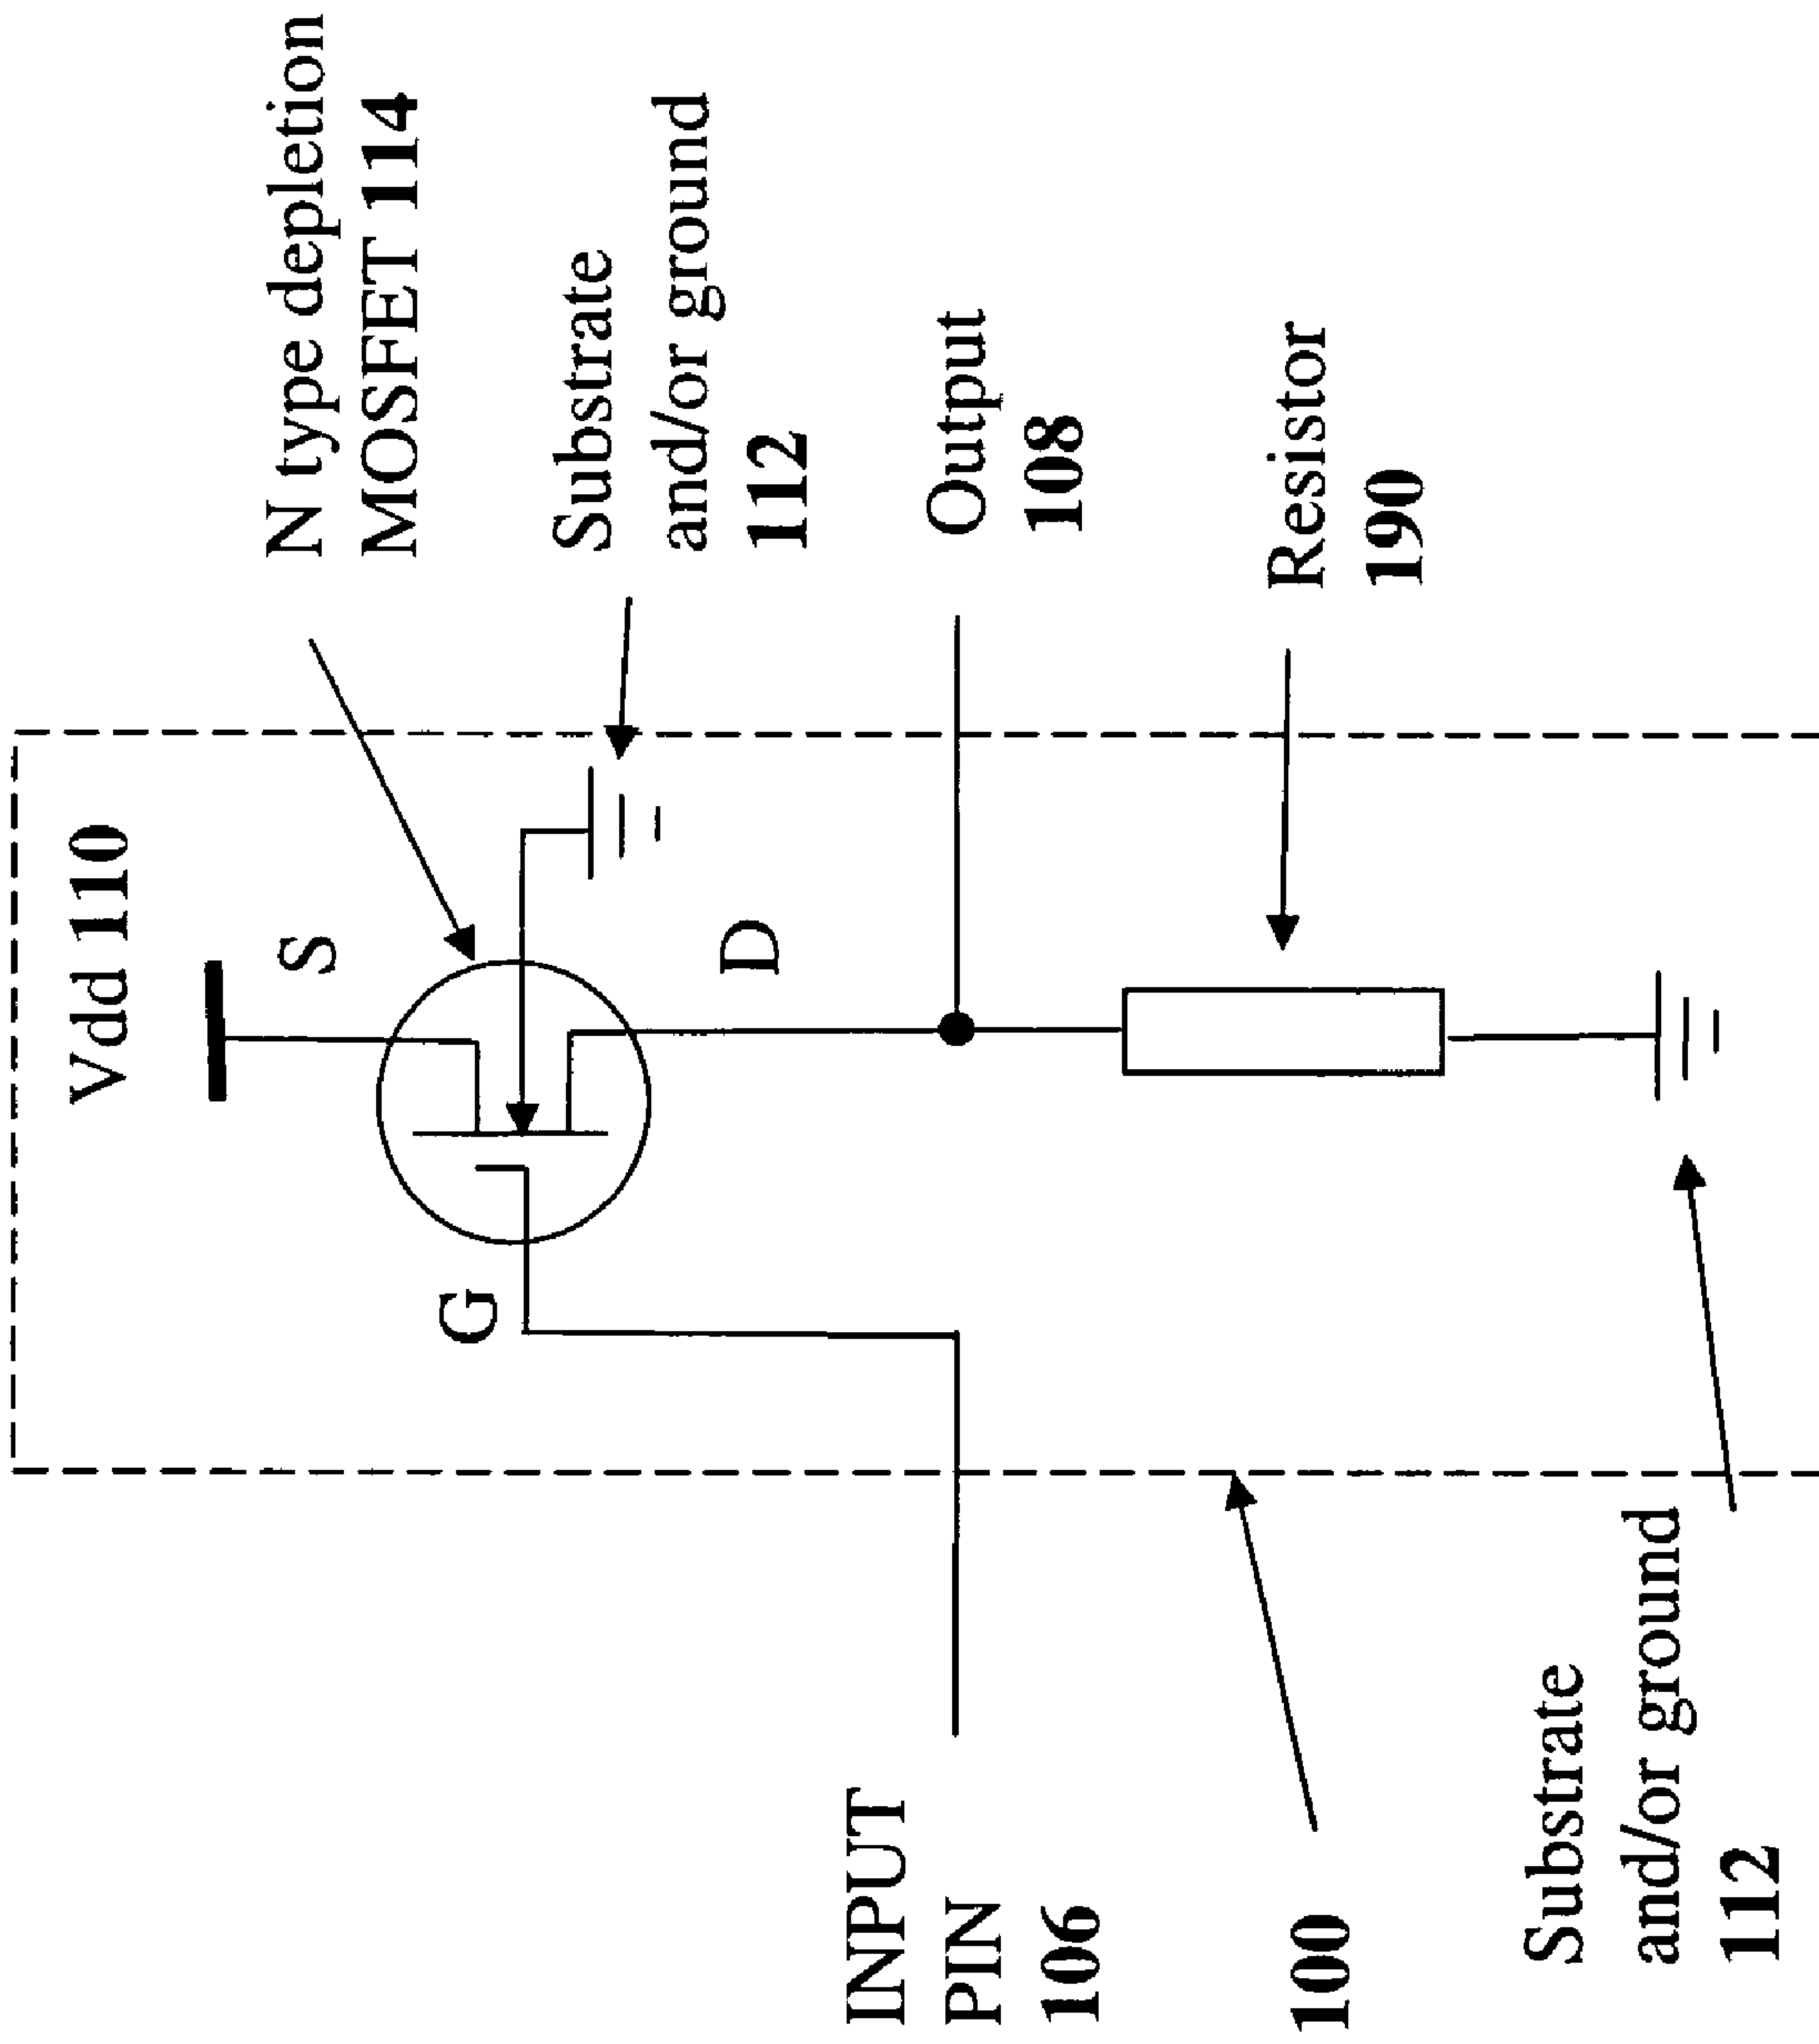 Vdd 110
S
N type depletion
MOSFET 114
G
Substrate
and/or ground
112
D
INPUT
PIN
106
Output
108
100
Resistor
190
Substrate
and/or ground
112